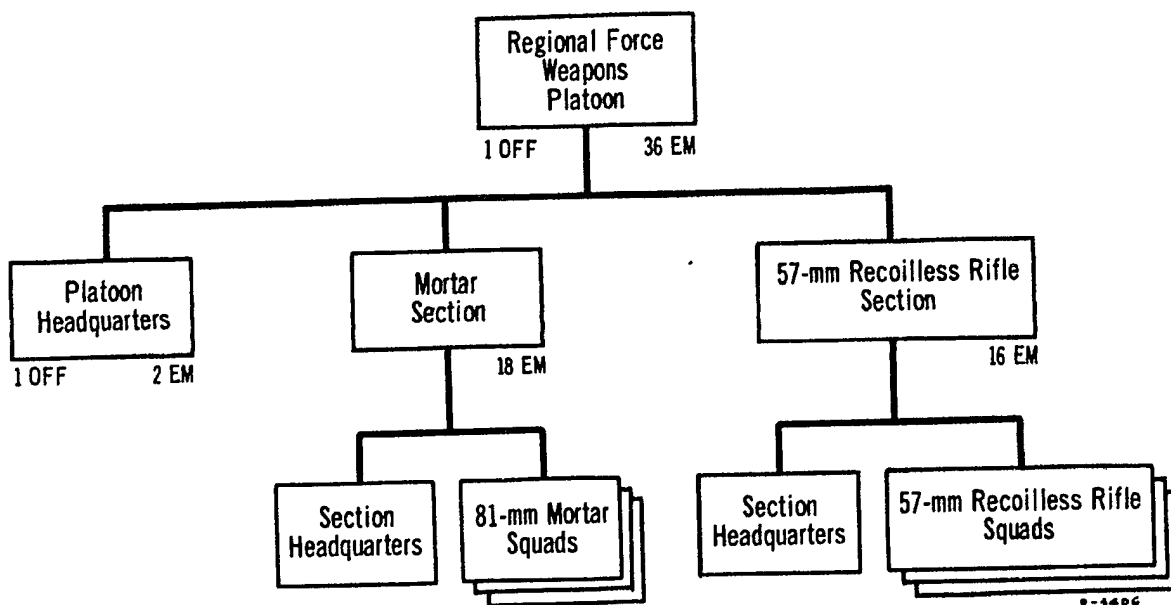 Regional Force
Weapons
Platoon
1 OFF 36 EM
Platoon
Headquarters
1 OFF 2 EM
Mortar
Section
18 EM
57-mm Recoilless Rifle
Section
16 EM
Section
Headquarters
81-mm Mortar
Squads
Section
Headquarters
57-mm Recoilless Rifle
Squads